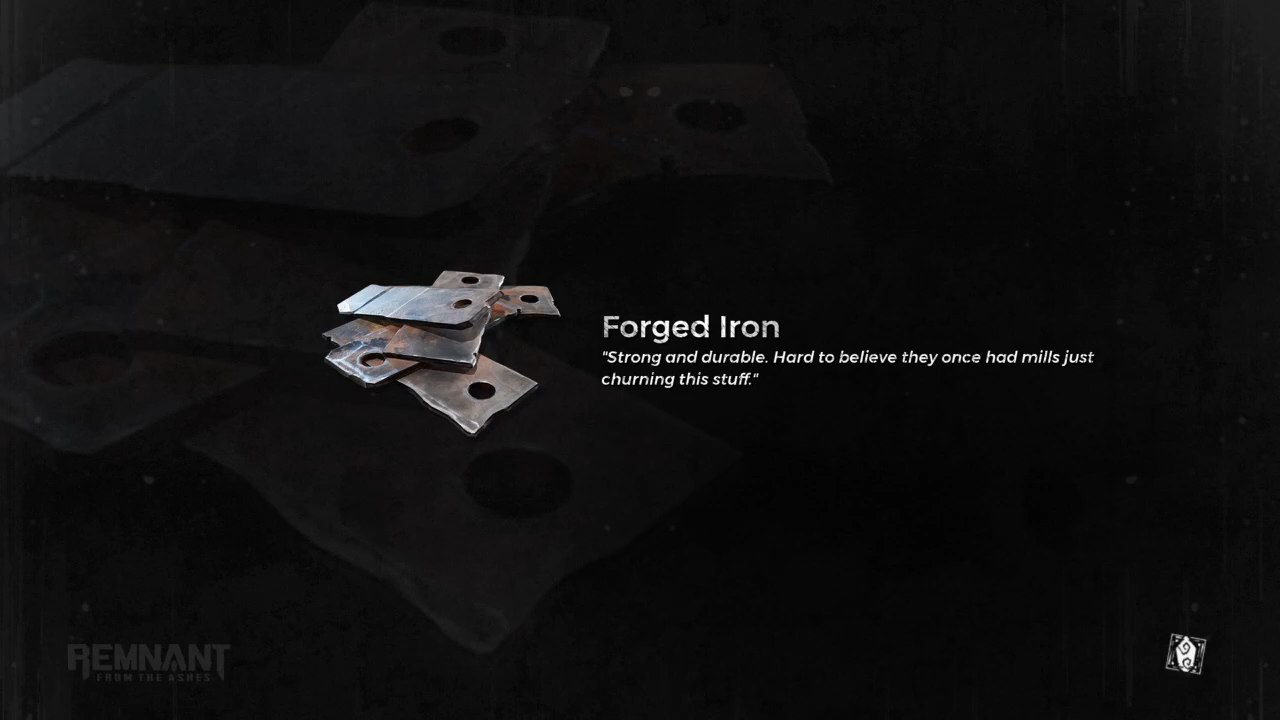 Forged Iron
"Strong and durable. Hard to believe they once had mills just
churning this stuff."
REMNANT
FROM THE ASHES